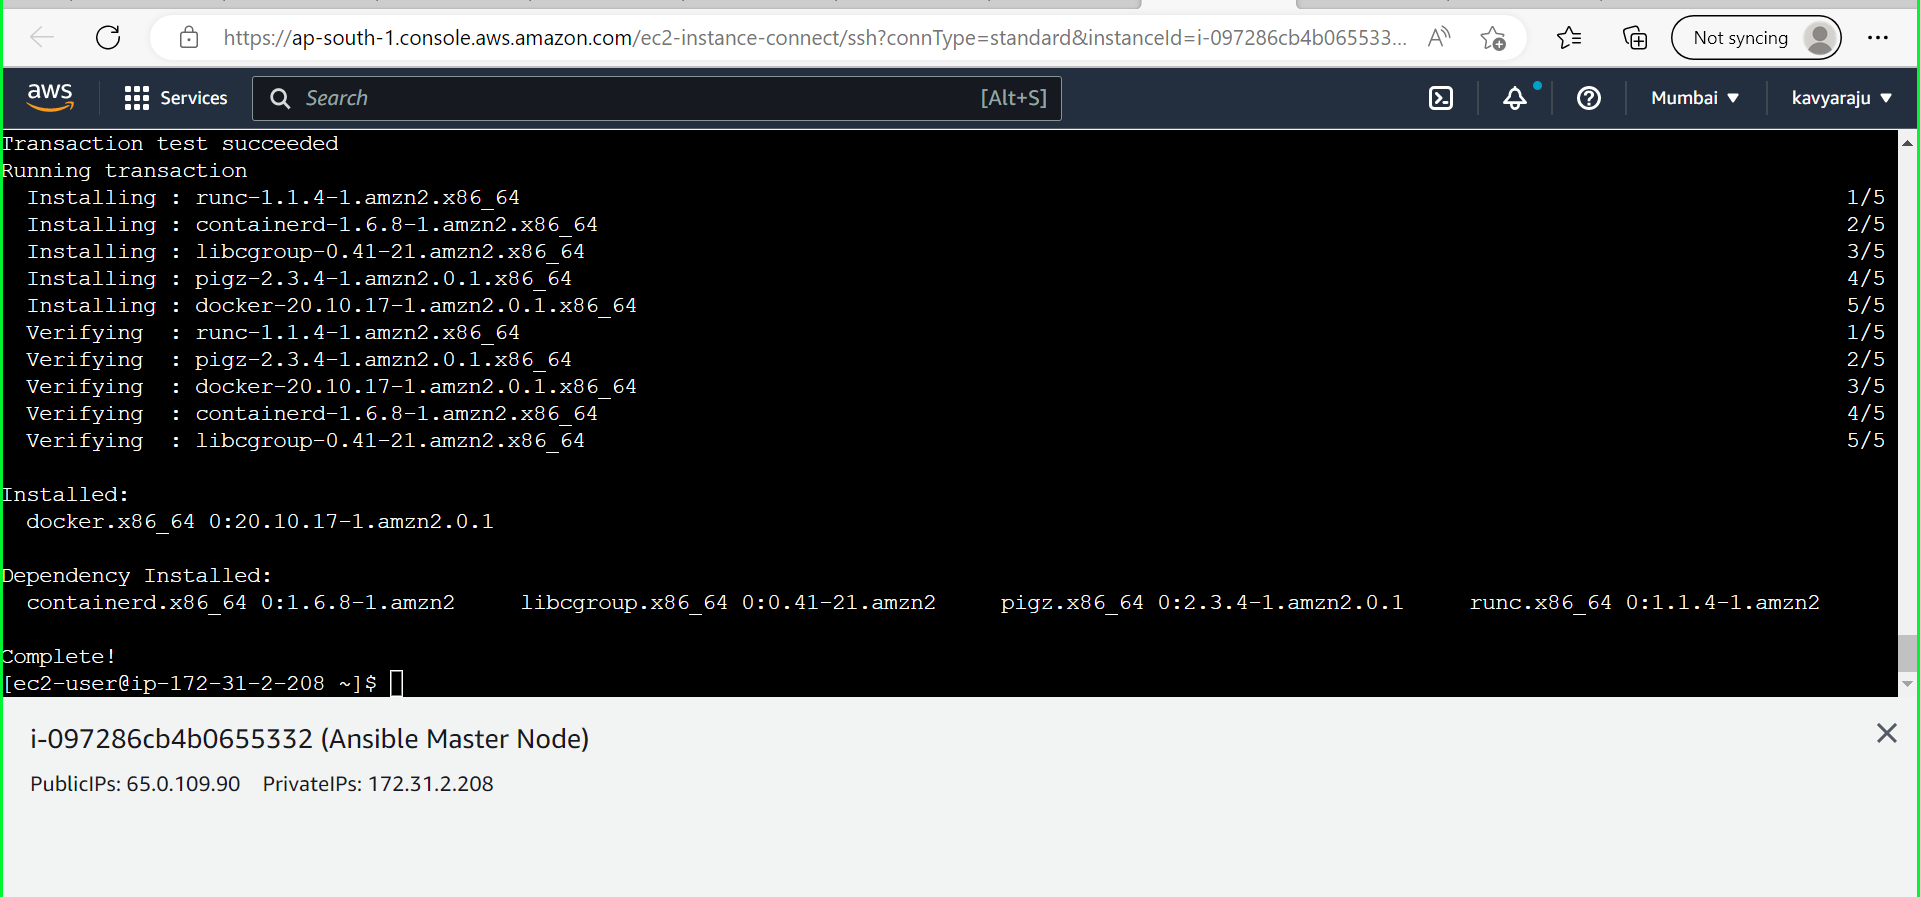 https://ap-south-1.console.aws.amazon.com/ec2-instance-connect/ssh?connType=standard&instanceId=i-097286cb4b065533...
Not syncing
aws
Services
Search
[Alt+S]
Mumbai
kavyaraju
Transaction test succeeded
Running transaction
Installing : runc-1.1.4-1.amzn2.x86_64 1/5
Installing : containerd-1.6.8-1.amzn2.x86_64 2/5
Installing : libcgroup-0.41-21.amzn2.x86_64 3/5
Installing : pigz-2.3.4-1.amzn2.0.1.x86_64 4/5
Installing : docker-20.10.17-1.amzn2.0.1.x86_64 5/5
Verifying  : runc-1.1.4-1.amzn2.x86_64 1/5
Verifying  : pigz-2.3.4-1.amzn2.0.1.x86_64 2/5
Verifying  : docker-20.10.17-1.amzn2.0.1.x86_64 3/5
Verifying  : containerd-1.6.8-1.amzn2.x86_64 4/5
Verifying  : libcgroup-0.41-21.amzn2.x86_64 5/5
Installed:
docker.x86_64 0:20.10.17-1.amzn2.0.1
Dependency Installed:
containerd.x86_64 0:1.6.8-1.amzn2 libcgroup.x86_64 0:0.41-21.amzn2 pigz.x86_64 0:2.3.4-1.amzn2.0.1 runc.x86_64 0:1.1.4-1.amzn2
Complete!
[ec2-user@ip-172-31-2-208 ~]$
i-097286cb4b0655332 (Ansible Master Node)
PublicIPs: 65.0.109.90 PrivateIPs: 172.31.2.208